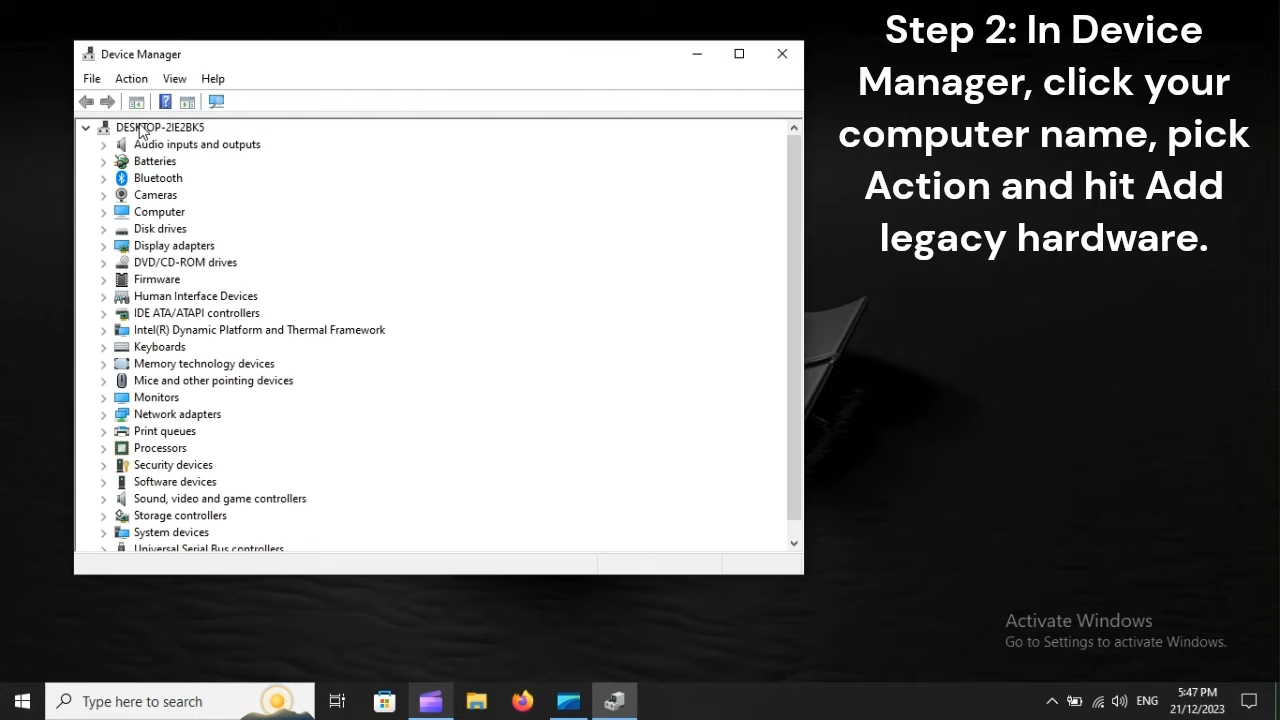 Step 2: In Device
Manager, click your
computer name, pick
Action and hit Add
legacy hardware.
Device Manager
File Action View Help
DESKTOP-2IE2BK5
Audio inputs and outputs
Batteries
Bluetooth
Cameras
Computer
Disk drives
Display adapters
DVD/CD-ROM drives
Firmware
Human Interface Devices
IDE ATA/ATAPI controllers
Intel(R) Dynamic Platform and Thermal Framework
Keyboards
Memory technology devices
Mice and other pointing devices
Monitors
Network adapters
Print queues
Processors
Security devices
Software devices
Sound, video and game controllers
Storage controllers
System devices
Universal Serial Bus controllers
Activate Windows
Go to Settings to activate Windows.
Type here to search
ENG
5:47 PM
21/12/2023